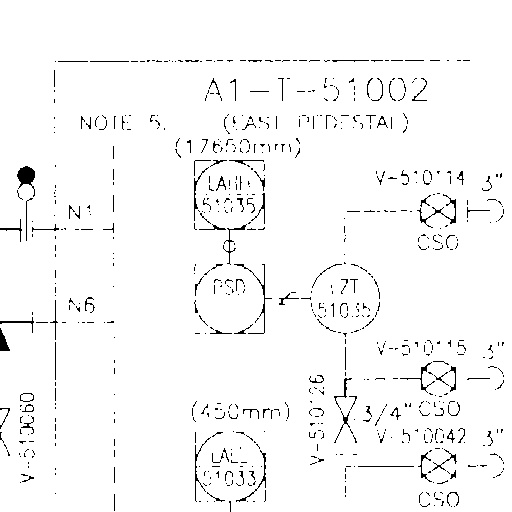 A1-T-51002
NOTE 5.
(EAST PEDESTAL)
(17650mm)
LAHH
51035
V-510114
3"
CSO
N1
PSD
LZT
51035
N6
V-510115
3"
CSO
V-510126
3/4"
(450mm)
V-510042
3"
CSO
LALL
51033
V-510060